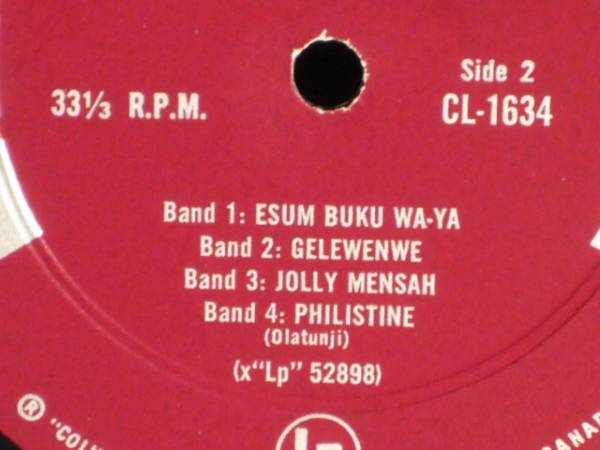 Side 2
33⅓ R.P.M.
CL-1634
Band 1: ESUM BUKU WA-YA
Band 2: GELEWENWE
Band 3: JOLLY MENSAH
Band 4: PHILISTINE
(Olatunji)
(x"Lp" 52898)
®
Lp